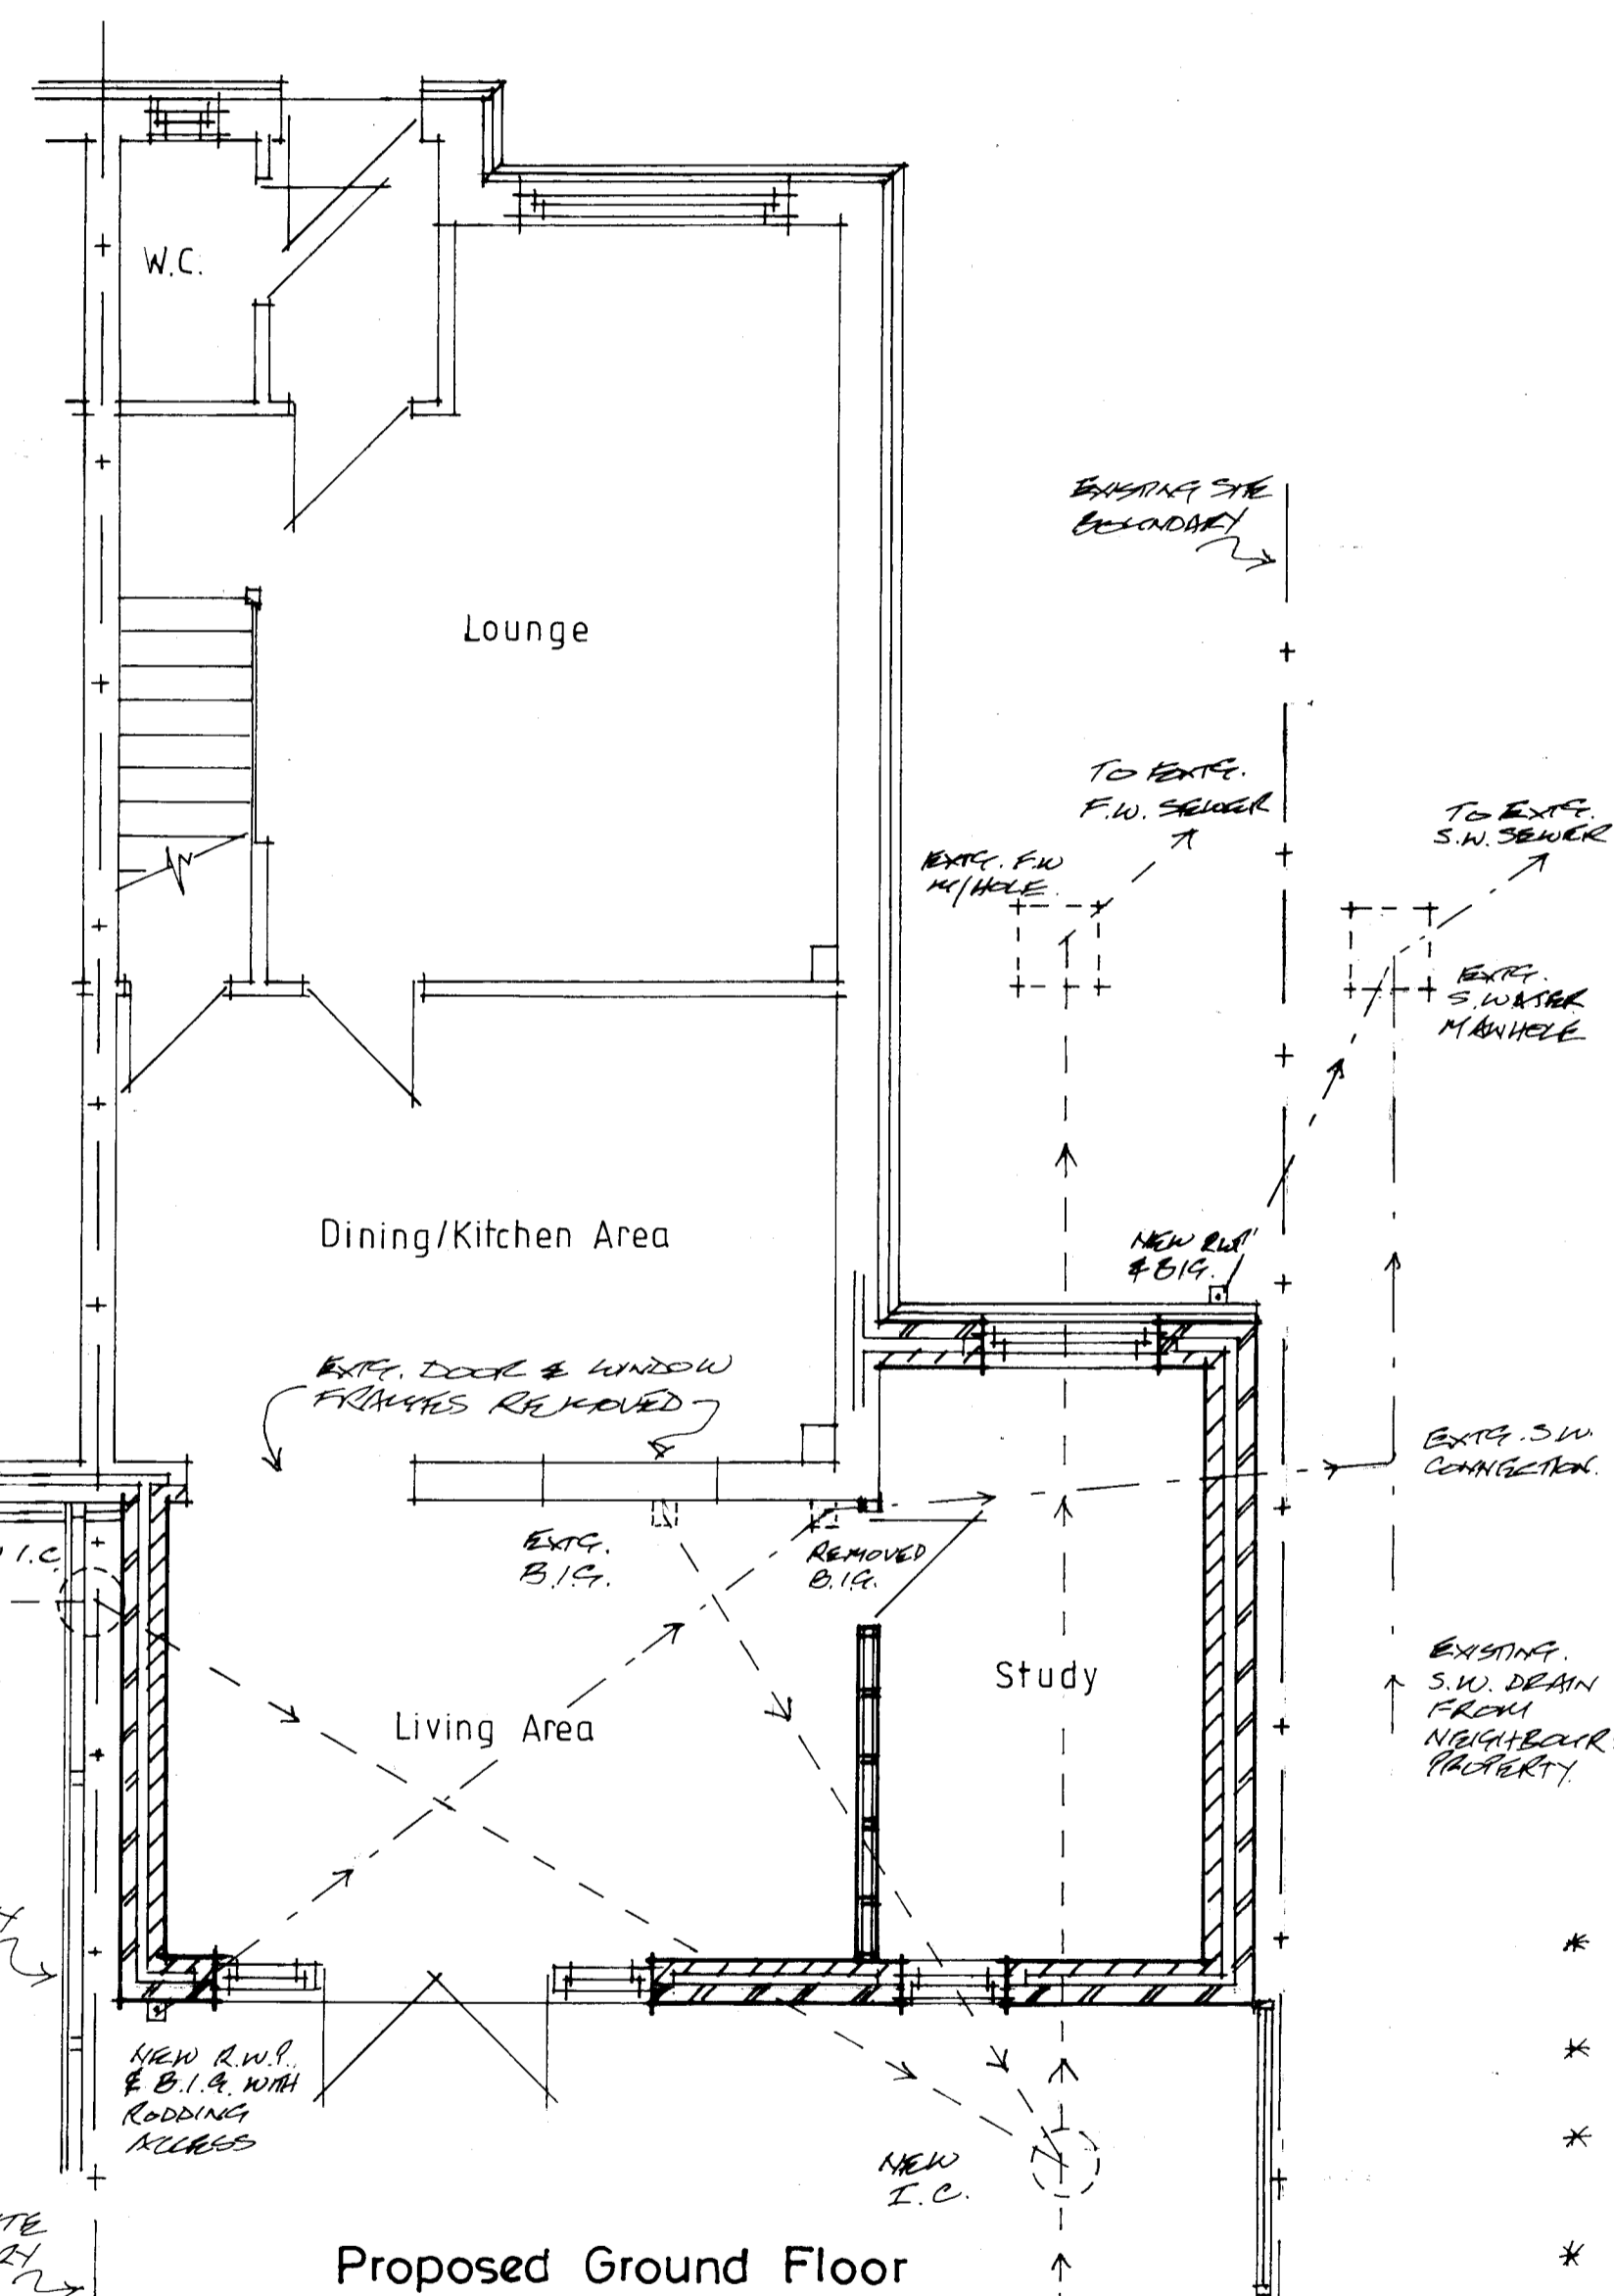 W.C.
EXISTING SITE
BOUNDARY
Lounge
TO EXTG.
F.W. SEWER
TO EXTG.
S.W. SEWER
EXTG. F.W
M/HOLE.
EXTG.
S. WATER
MANHOLE
Dining/Kitchen Area
NEW RWP
& B.I.G.
EXTG. DOOR & WINDOW
FRAMES REMOVED
EXTG. S.W.
CONNECTION.
EXTG.
B.I.G.
REMOVED
B.I.G.
I.C.
Study
Living Area
EXISTING.
S.W. DRAIN
FROM
NEIGHBOUR
PROPERTY.
NEW R.W.P.
& B.I.G. WITH
RODDING
ACCESS
NEW
I.C.
Proposed Ground Floor